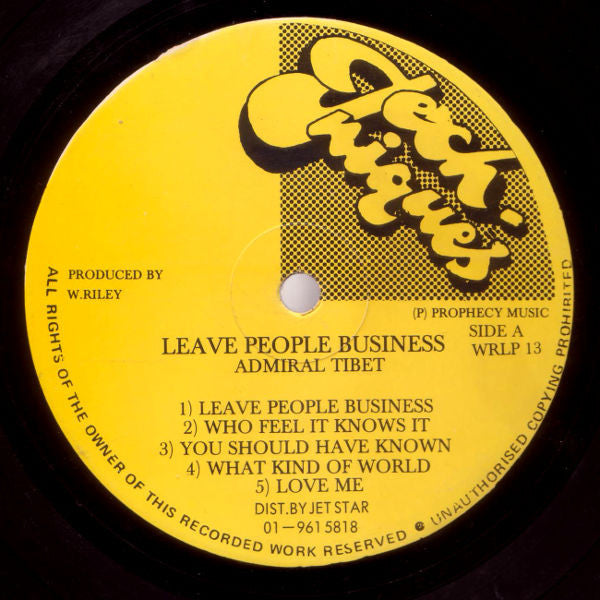 Teck-
niques
PRODUCED BY
W.RILEY
(P) PROPHECY MUSIC
SIDE A
WRLP 13
LEAVE PEOPLE BUSINESS
ADMIRAL TIBET
1) LEAVE PEOPLE BUSINESS
2) WHO FEEL IT KNOWS IT
3) YOU SHOULD HAVE KNOWN
4) WHAT KIND OF WORLD
5) LOVE ME
DIST.BY JET STAR
01-961 5818
ALL RIGHTS OF THE OWNER OF THIS RECORDED WORK RESERVED ● UNAUTHORISED COPYING PROHIBITED